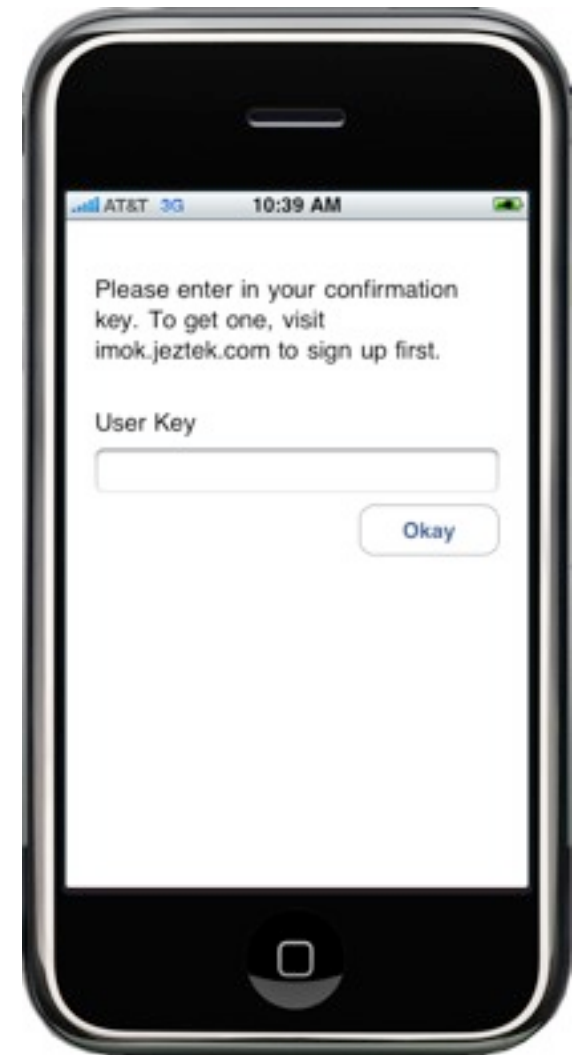 AT&T 3G 10:39 AM
Please enter in your confirmation
key. To get one, visit
imok.jeztek.com to sign up first.
User Key
Okay